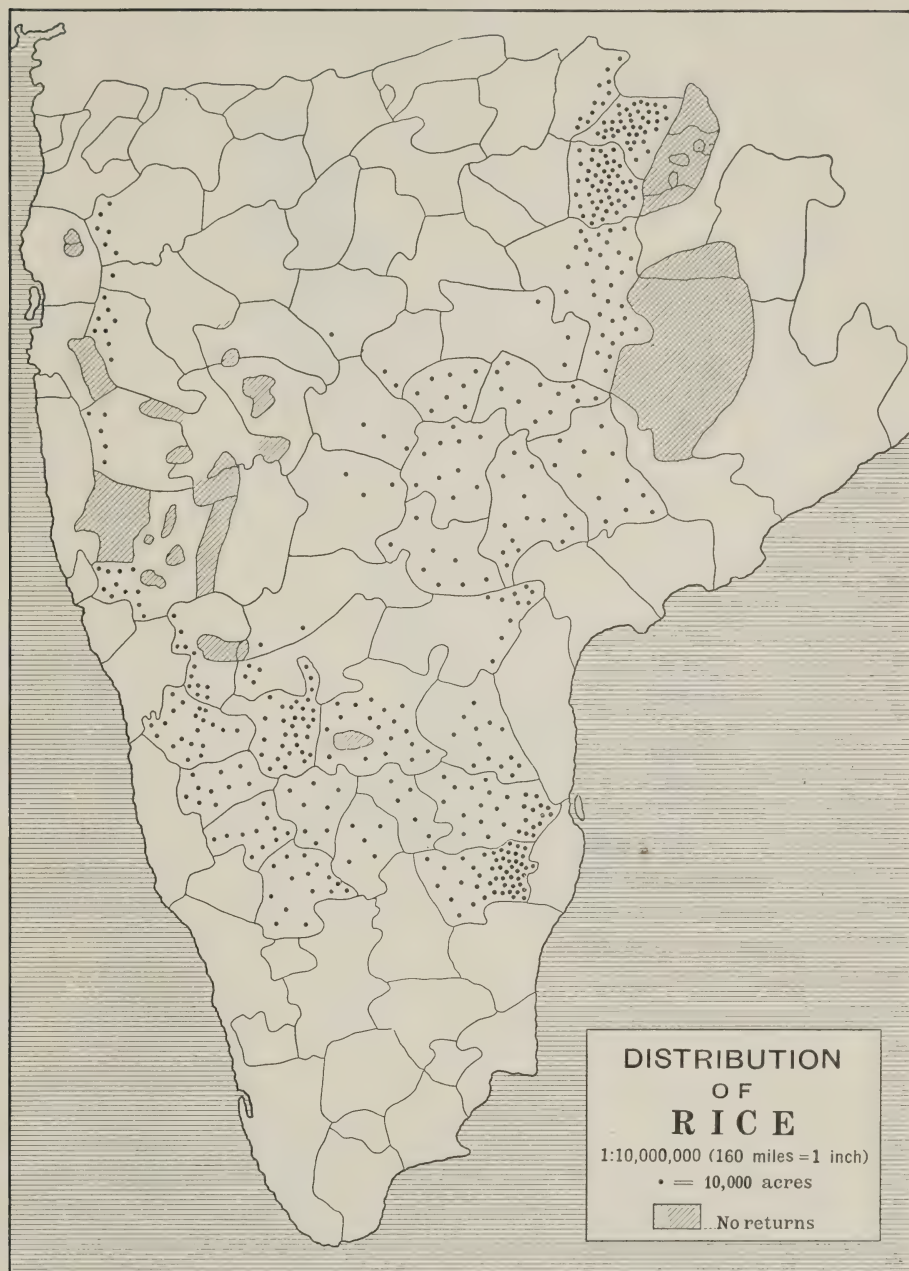 DISTRIBUTION
OF
RICE
1:10,000,000 (160 miles = 1 inch)
• = 10,000 acres
No returns